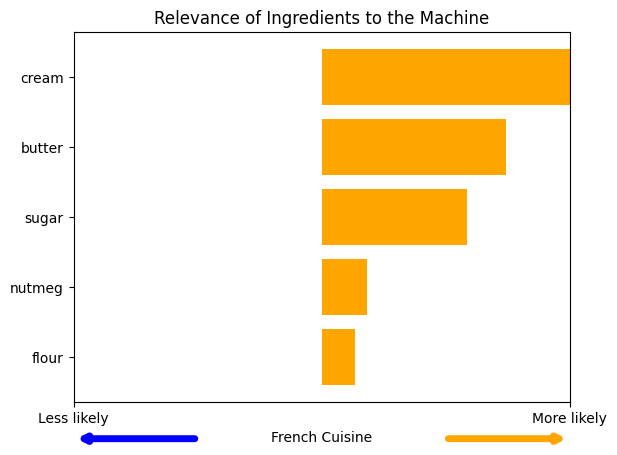 Relevance of Ingredients to the Machine
cream
butter
sugar
nutmeg
flour
Less likely
More likely
French Cuisine